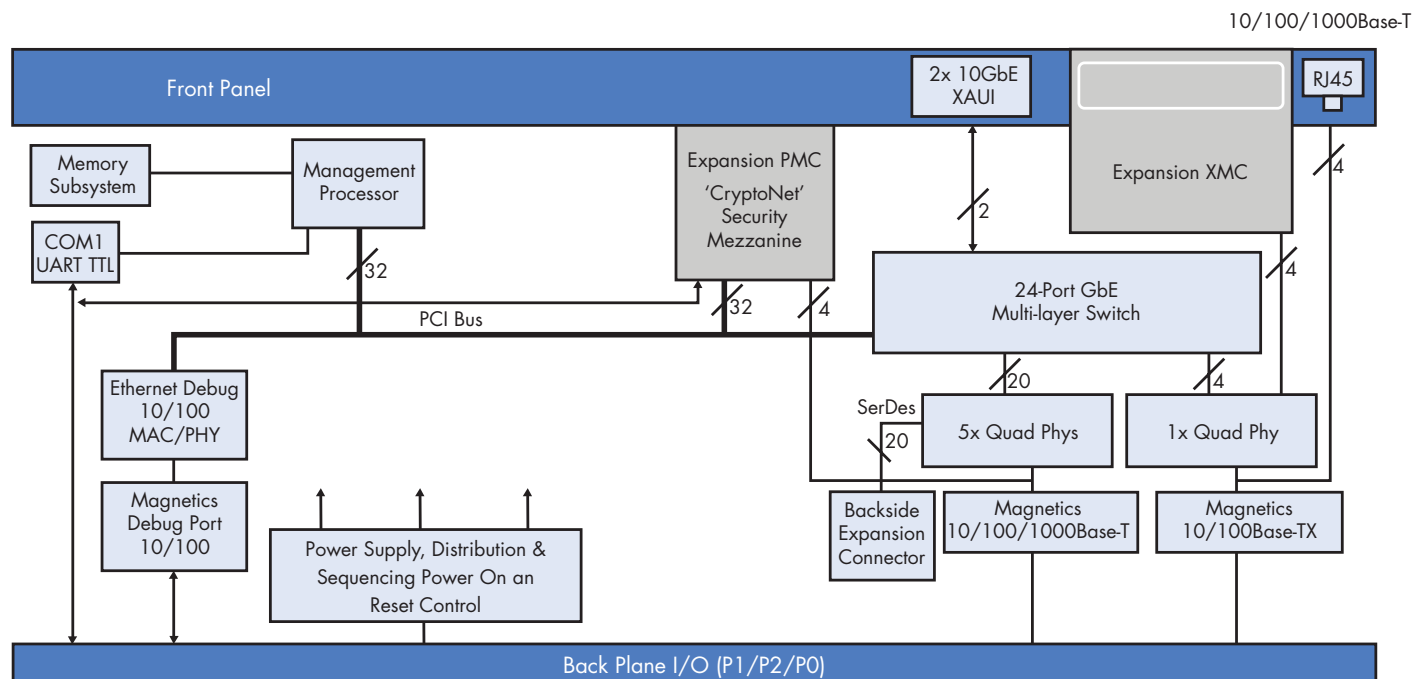 10/100/1000Base-T
Front Panel
2x 10GbE
XAUI
RJ45
Memory
Subsystem
Management
Processor
Expansion PMC
'CryptoNet'
Security
Mezzanine
Expansion XMC
4
2
COM1
UART TTL
32
32
4
4
PCI Bus
24-Port GbE
Multi-layer Switch
20
4
Ethernet Debug
10/100
MAC/PHY
SerDes
20
5x Quad Phys
1x Quad Phy
Magnetics
Debug Port
10/100
Power Supply, Distribution &
Sequencing Power On an
Reset Control
Backside
Expansion
Connector
Magnetics
10/100/1000Base-T
Magnetics
10/100Base-TX
Back Plane I/O (P1/P2/P0)